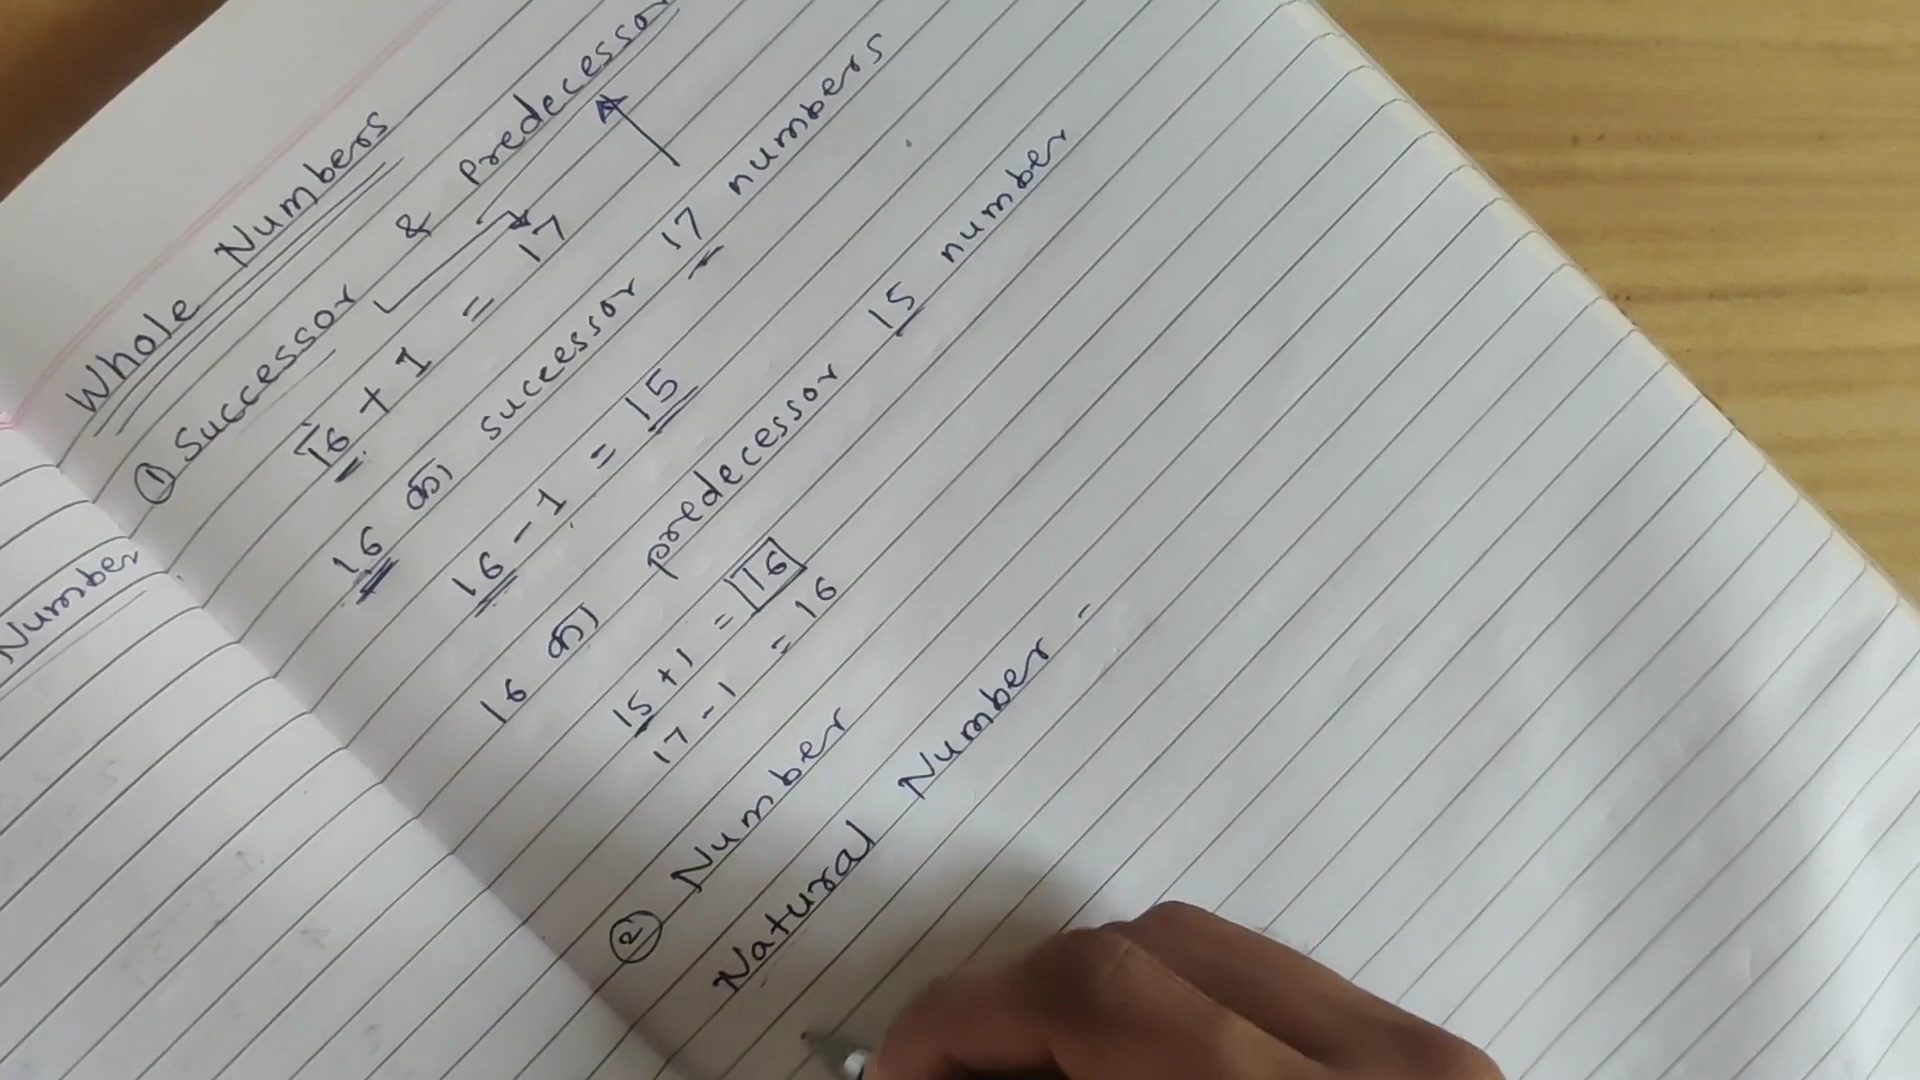 Whole Numbers
① Successor & Predecessor
16 + 1 = 17
16 का sucessor 17 numbers
16 - 1 = 15
16 का predecessor 15 number
15 + 1 = 16
17 - 1 = 16
② Number
Natural Number -
Number